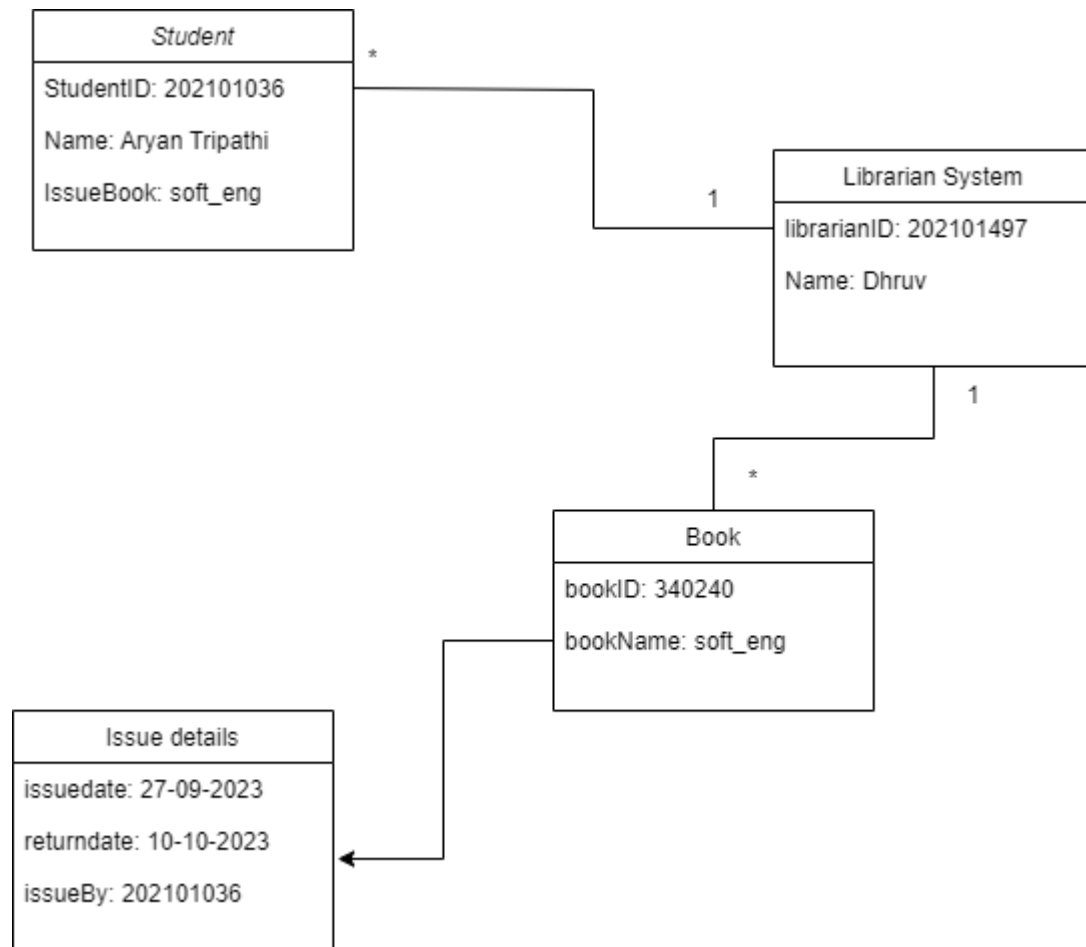 Student
*
StudentID: 202101036
Name: Aryan Tripathi
IssueBook: soft_eng
Librarian System
1
librarianID: 202101497
Name: Dhruv
1
*
Book
bookID: 340240
bookName: soft_eng
Issue details
issuedate: 27-09-2023
returndate: 10-10-2023
issueBy: 202101036